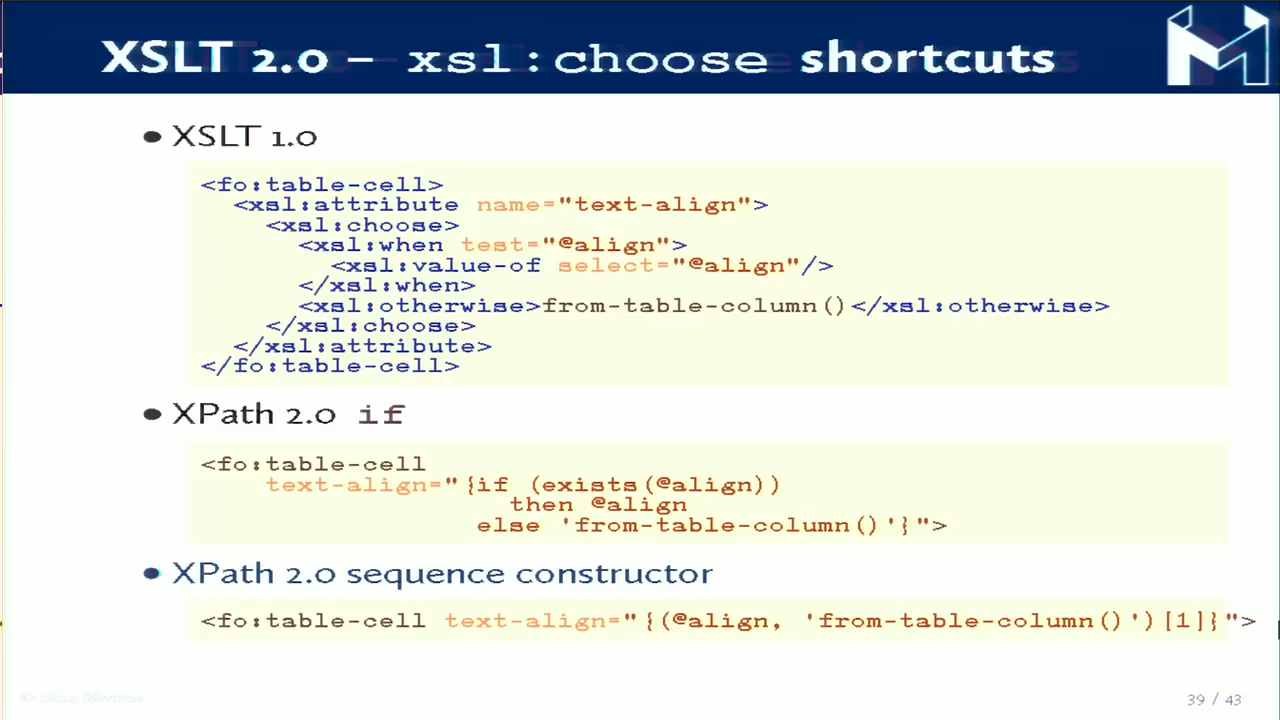 XSLT 2.0 – xsl:choose shortcuts
• XSLT 1.0
<fo:table-cell>
  <xsl:attribute name="text-align">
    <xsl:choose>
      <xsl:when test="@align">
        <xsl:value-of select="@align"/>
      </xsl:when>
      <xsl:otherwise>from-table-column()</xsl:otherwise>
    </xsl:choose>
  </xsl:attribute>
</fo:table-cell>
• XPath 2.0 if
<fo:table-cell
    text-align="{if (exists(@align))
                   then @align
                 else 'from-table-column()'}">
• XPath 2.0 sequence constructor
<fo:table-cell text-align="{(@align, 'from-table-column()')[1]}">
39 / 43